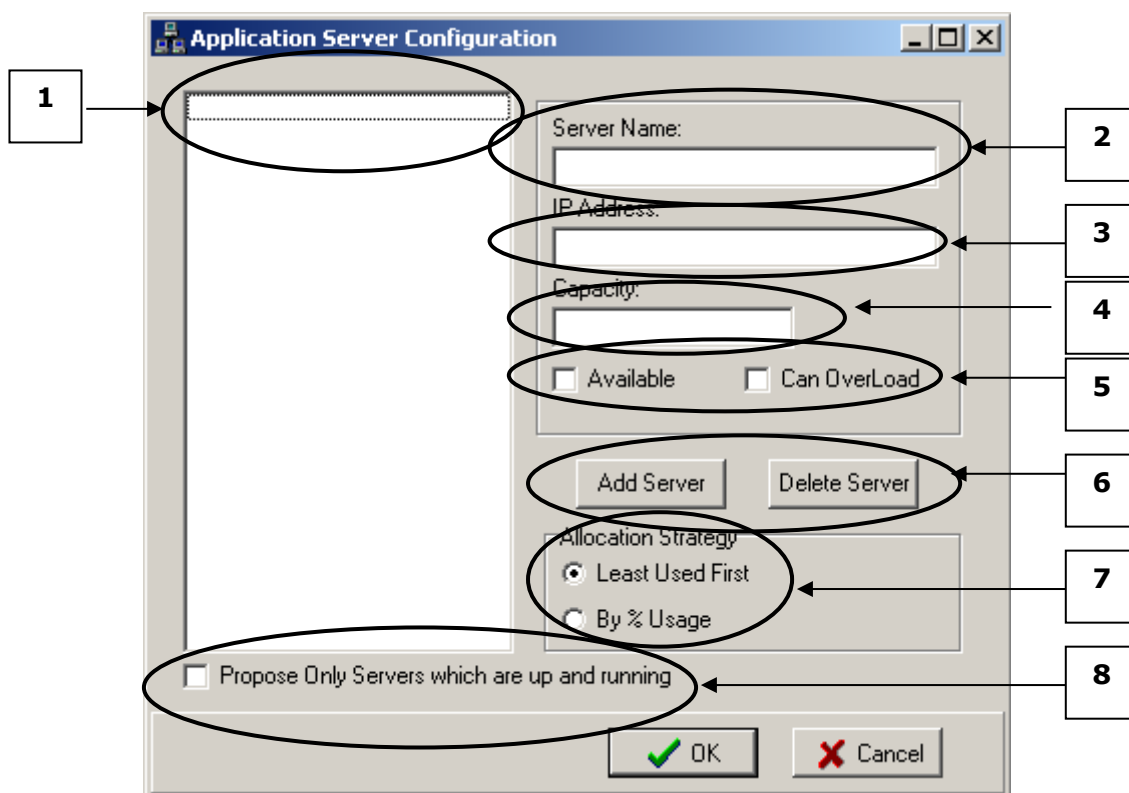 Application Server Configuration
1
Server Name:
2
IP Address:
3
Capacity:
4
Available Can OverLoad
5
Add Server Delete Server
6
Allocation Strategy
Least Used First
7
By % Usage
Propose Only Servers which are up and running
8
OK Cancel